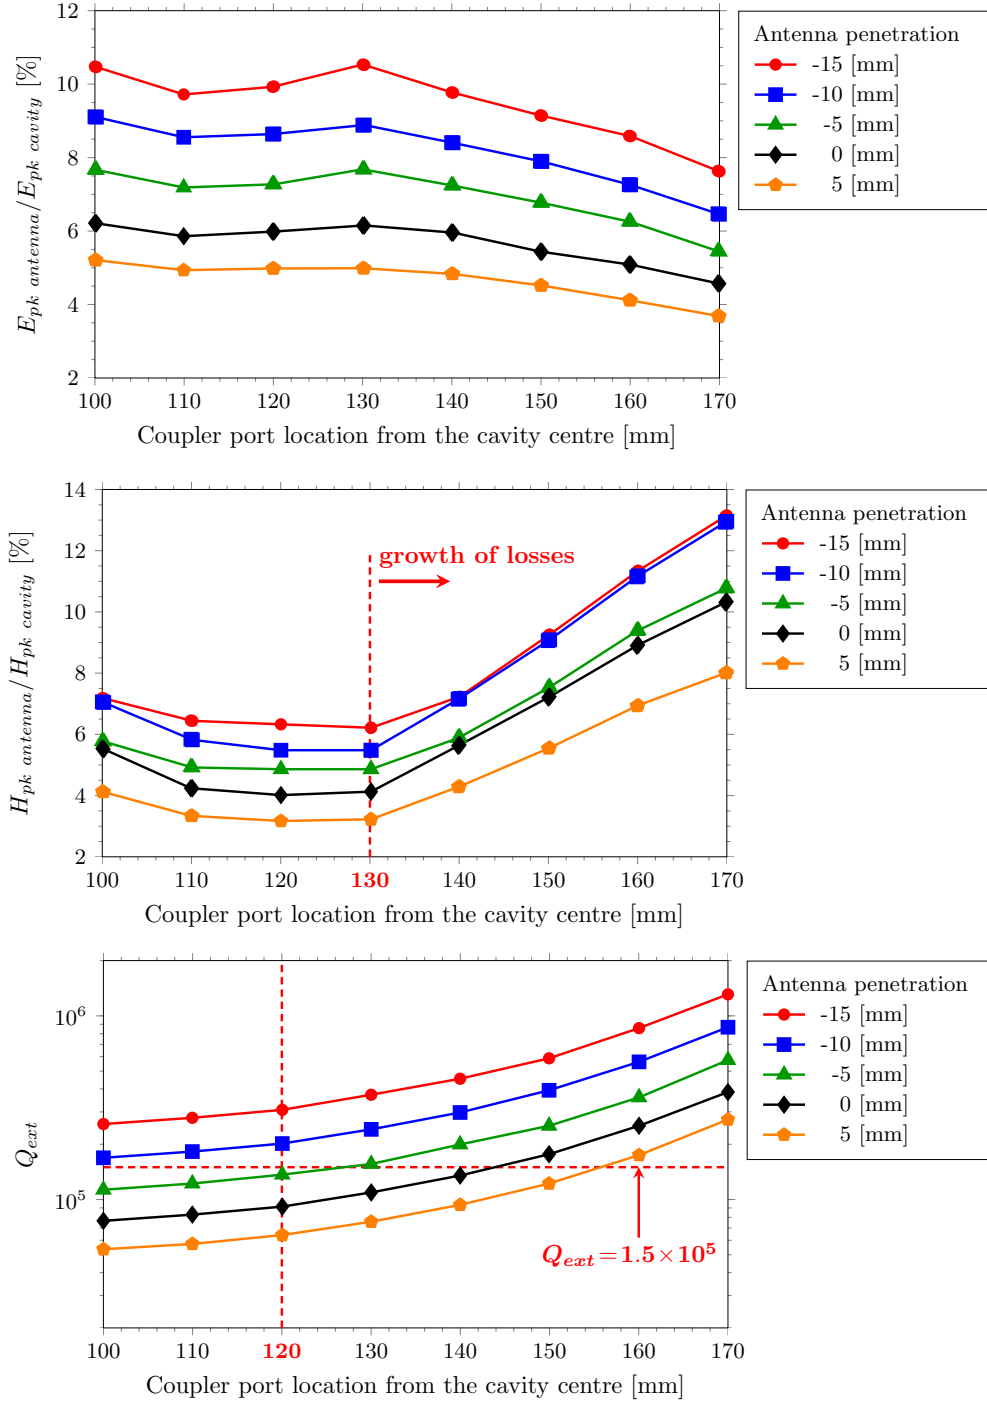 12
10
8
6
4
2
E_pk antenna/E_pk cavity [%]
100 110 120 130 140 150 160 170
Coupler port location from the cavity centre [mm]
Antenna penetration
-15 [mm]
-10 [mm]
-5 [mm]
0 [mm]
5 [mm]
14
12
10
8
6
4
2
H_pk antenna/H_pk cavity [%]
growth of losses
100 110 120 130 140 150 160 170
Coupler port location from the cavity centre [mm]
Antenna penetration
-15 [mm]
-10 [mm]
-5 [mm]
0 [mm]
5 [mm]
10^6
10^5
Q_ext
Q_ext=1.5×10^5
100 110 120 130 140 150 160 170
Coupler port location from the cavity centre [mm]
Antenna penetration
-15 [mm]
-10 [mm]
-5 [mm]
0 [mm]
5 [mm]